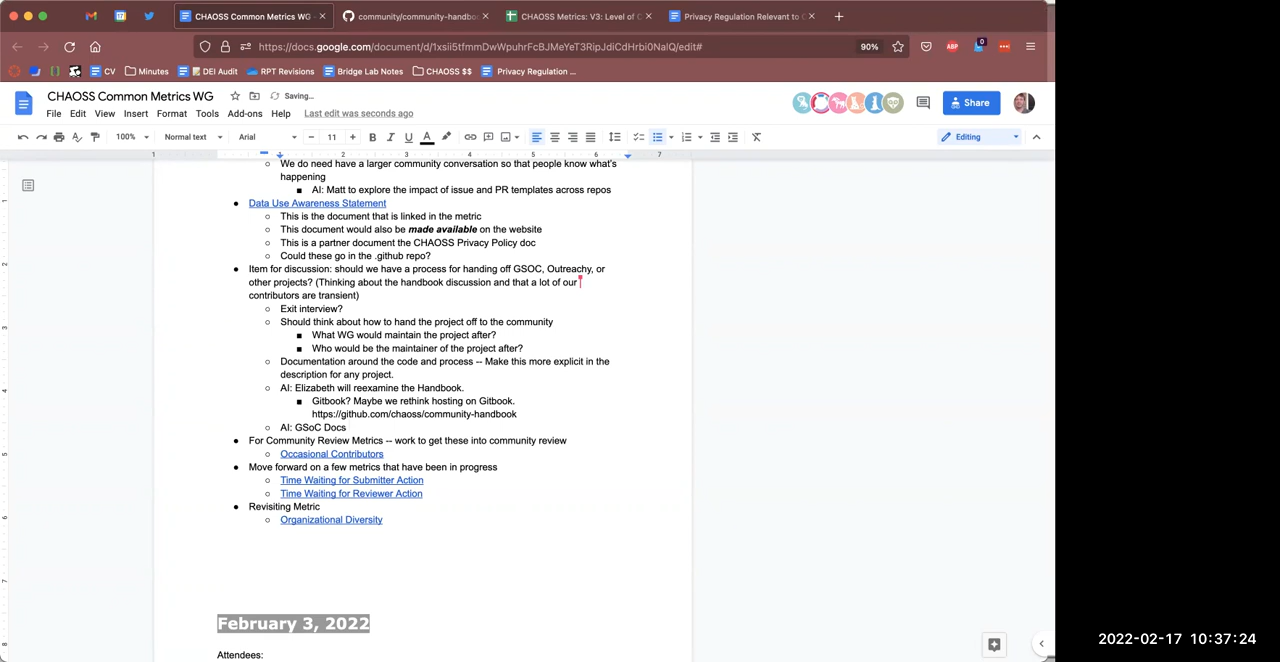 CHAOSS Common Metrics WG - ×
community/community-handbo ×
CHAOSS Metrics: V3: Level of C ×
Privacy Regulation Relevant to C ×
https://docs.google.com/document/d/1xsii5tfmmDwWpuhrFcBJMeYeT3RipJdiCdHrbi0NalQ/edit#
90%
ABP
0
CV
Minutes
DEI Audit
RPT Revisions
Bridge Lab Notes
CHAOSS $$
Privacy Regulation ...
CHAOSS Common Metrics WG
Saving...
File Edit View Insert Format Tools Add-ons Help Last edit was seconds ago
Share
100% Normal text Arial 11 B I U A
Editing
1 1 2 3 4 5 6 7
We do need have a larger community conversation so that people know what's
happening
AI: Matt to explore the impact of issue and PR templates across repos
Data Use Awareness Statement
This is the document that is linked in the metric
This document would also be made available on the website
This is a partner document the CHAOSS Privacy Policy doc
Could these go in the .github repo?
Item for discussion: should we have a process for handing off GSOC, Outreachy, or
other projects? (Thinking about the handbook discussion and that a lot of our
contributors are transient)
Exit interview?
Should think about how to hand the project off to the community
What WG would maintain the project after?
Who would be the maintainer of the project after?
Documentation around the code and process -- Make this more explicit in the
description for any project.
AI: Elizabeth will reexamine the Handbook.
Gitbook? Maybe we rethink hosting on Gitbook.
https://github.com/chaoss/community-handbook
AI: GSoC Docs
For Community Review Metrics -- work to get these into community review
Occasional Contributors
Move forward on a few metrics that have been in progress
Time Waiting for Submitter Action
Time Waiting for Reviewer Action
Revisiting Metric
Organizational Diversity
February 3, 2022
Attendees:
2022-02-17 10:37:24